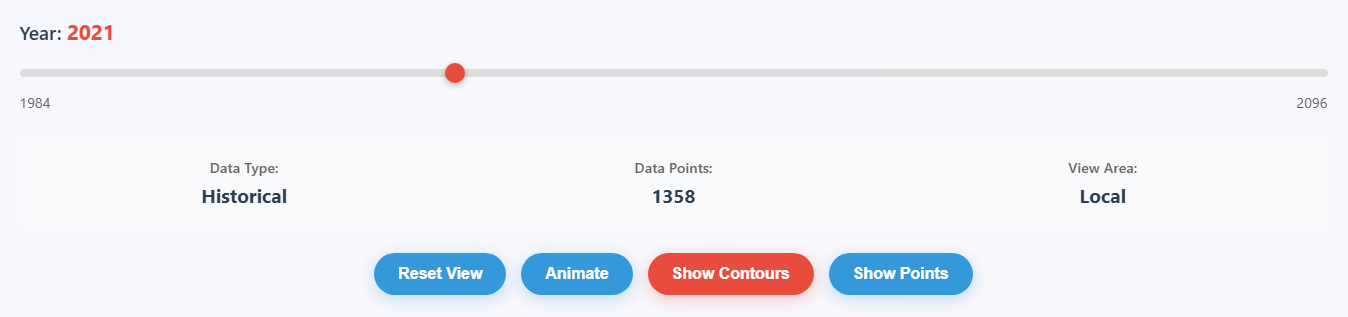 Year: 2021
1984 2096
Data Type: Data Points: View Area:
Historical 1358 Local
Reset View Animate Show Contours Show Points